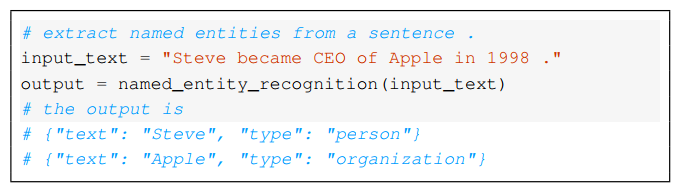 # extract named entities from a sentence .
input_text = "Steve became CEO of Apple in 1998 ."
output = named_entity_recognition(input_text)
# the output is
# {"text": "Steve", "type": "person"}
# {"text": "Apple", "type": "organization"}